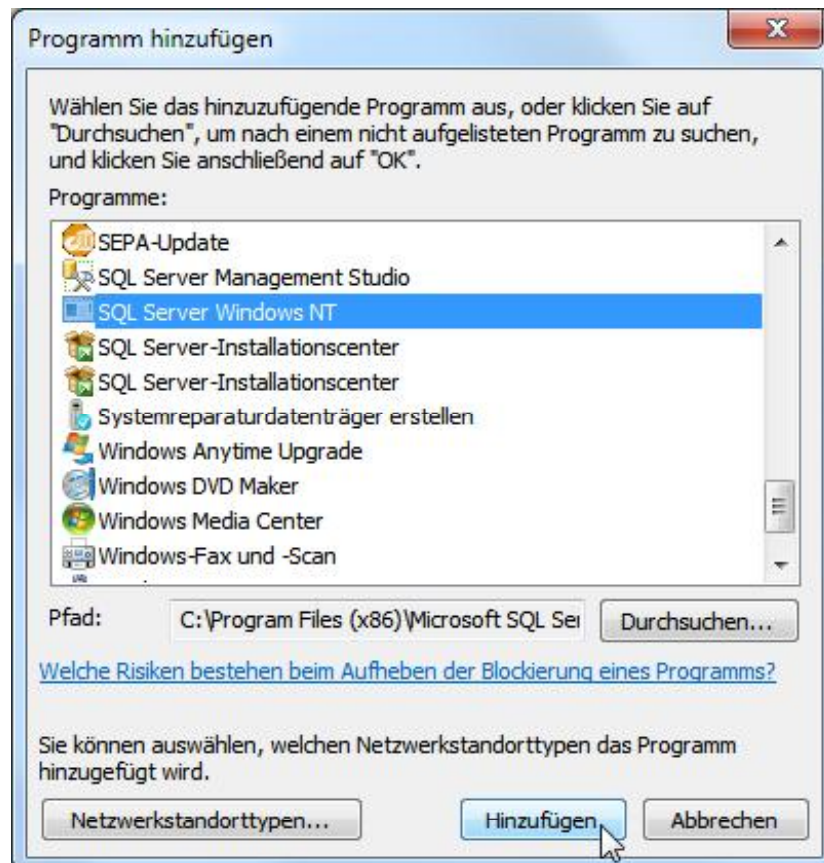 Programm hinzufügen
Wählen Sie das hinzuzufügende Programm aus, oder klicken Sie auf
"Durchsuchen", um nach einem nicht aufgelisteten Programm zu suchen,
und klicken Sie anschließend auf "OK".
Programme:
SEPA-Update
SQL Server Management Studio
SQL Server Windows NT
SQL Server-Installationscenter
SQL Server-Installationscenter
Systemreparaturdatenträger erstellen
Windows Anytime Upgrade
Windows DVD Maker
Windows Media Center
Windows-Fax und -Scan
Pfad: C:\Program Files (x86)\Microsoft SQL Ser Durchsuchen...
Welche Risiken bestehen beim Aufheben der Blockierung eines Programms?
Sie können auswählen, welchen Netzwerkstandorttypen das Programm
hinzugefügt wird.
Netzwerkstandorttypen... Hinzufügen Abbrechen